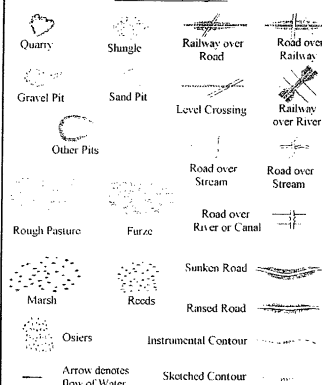 Quarry
Shingle
Railway over
Road
Road over
Railway
Gravel Pit
Sand Pit
Level Crossing
Railway
over River
Other Pits
Road over
Stream
Road over
Stream
Rough Pasture
Furze
Road over
River or Canal
Marsh
Reeds
Sunken Road
Raised Road
Osiers
Instrumental Contour
Arrow denotes
flow of Water
Sketched Contour